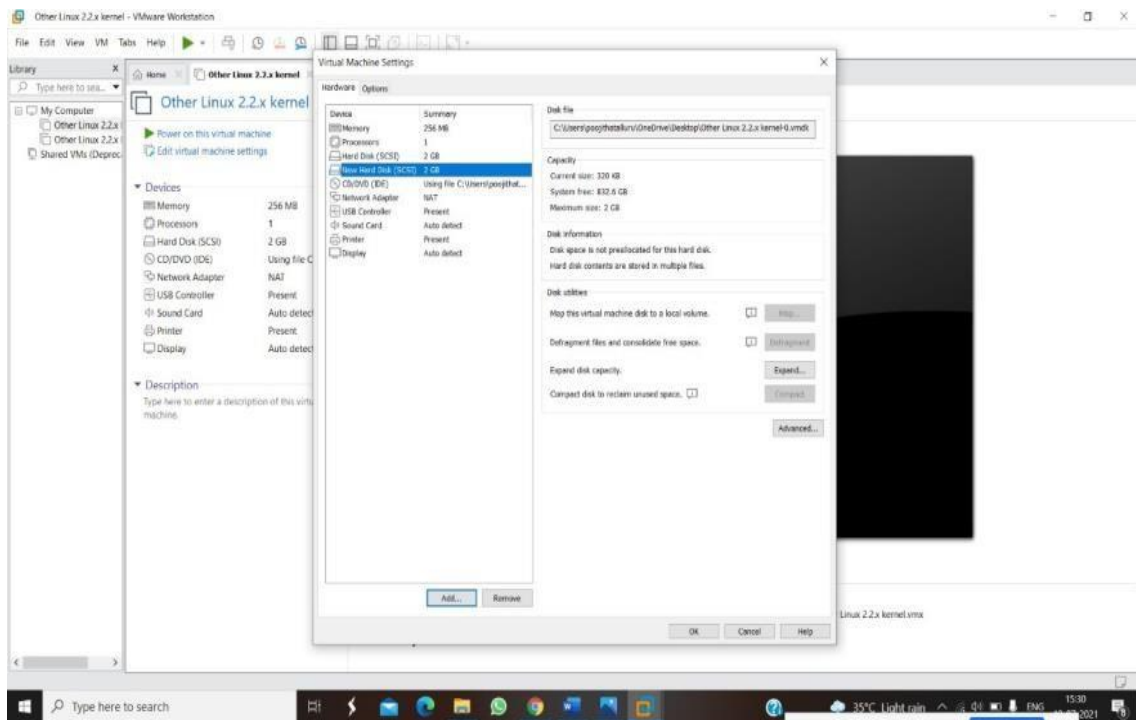 Other Linux 2.2.x kernel - VMware Workstation
File Edit View VM Tabs Help
Library X
Type here to sea...
My Computer
Other Linux 2.2.x
Other Linux 2.2.x
Shared VMs (Deprec
Home
Other Linux 2.2.x kernel
Other Linux 2.2.x kernel
Power on this virtual machine
Edit virtual machine settings
Devices
Memory 256 MB
Processors 1
Hard Disk (SCSI) 2 GB
CD/DVD (IDE) Using file C
Network Adapter NAT
USB Controller Present
Sound Card Auto detect
Printer Present
Display Auto detect
Description
Type here to enter a description of this virtu
machine.
Virtual Machine Settings
Hardware Options
Device Summary
Memory 256 MB
Processors 1
Hard Disk (SCSI) 2 GB
New Hard Disk (SCSI) 2 GB
CD/DVD (IDE) Using file C:\Users\poojithat...
Network Adapter NAT
USB Controller Present
Sound Card Auto detect
Printer Present
Display Auto detect
Add... Remove
Disk file
C:\Users\poojithatalluru\OneDrive\Desktop\Other Linux 2.2.x kernel-0.vmdk
Capacity
Current size: 320 KB
System free: 832.6 GB
Maximum size: 2 GB
Disk information
Disk space is not preallocated for this hard disk.
Hard disk contents are stored in multiple files.
Disk utilities
Map this virtual machine disk to a local volume. Map...
Defragment files and consolidate free space. Defragment
Expand disk capacity. Expand...
Compact disk to reclaim unused space. Compact
Advanced...
OK Cancel Help
Linux 2.2.x kernel.vmx
Type here to search
35°C Light rain
ENG
15:30